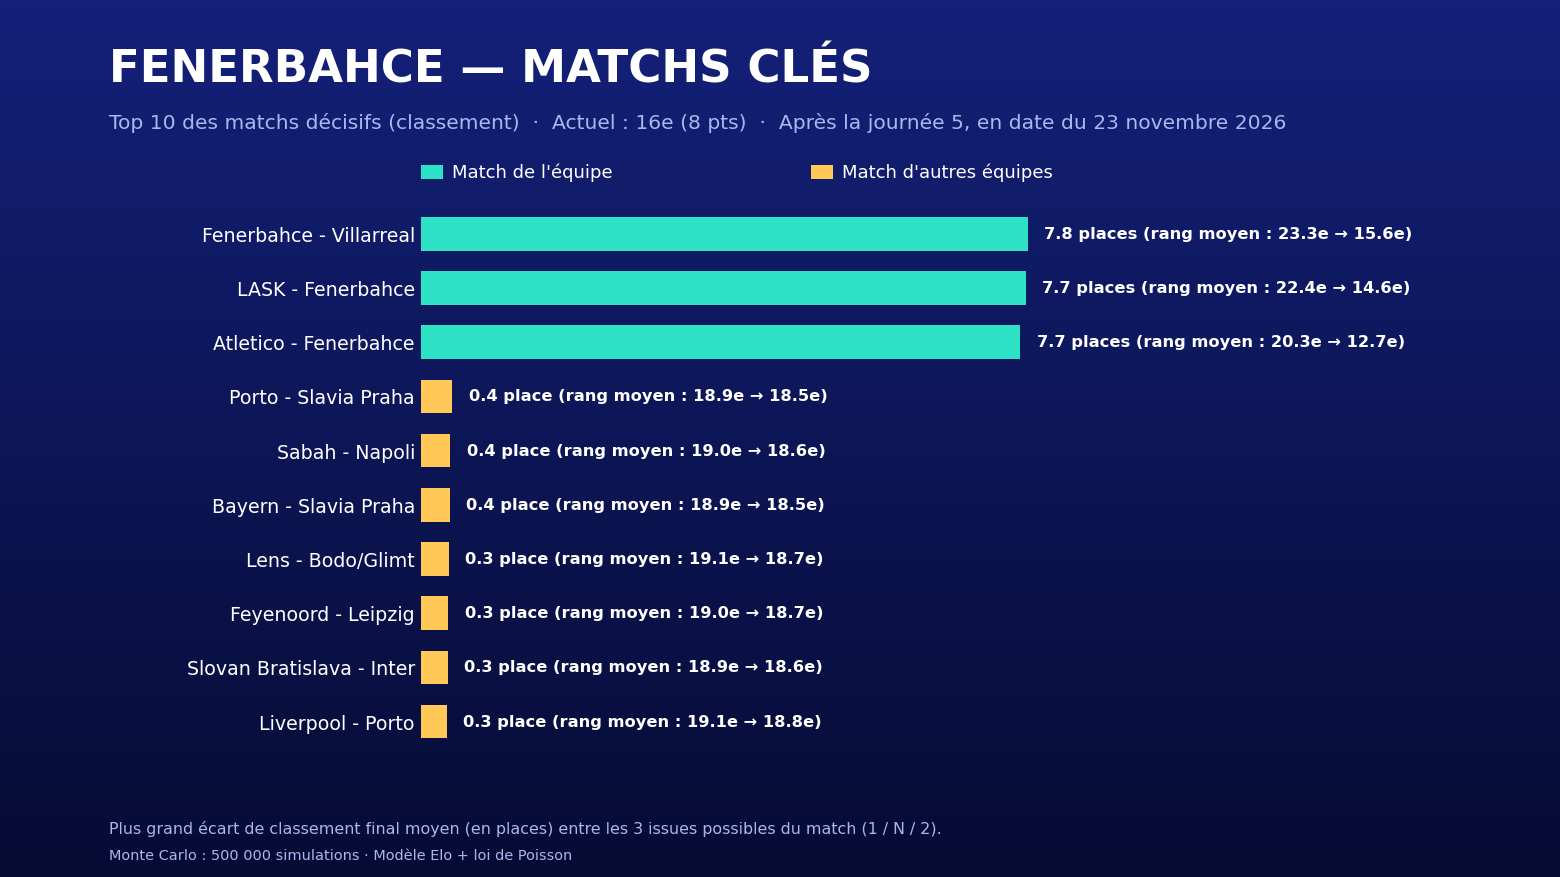 FENERBAHCE — MATCHS CLÉS
Top 10 des matchs décisifs (classement)  ·  Actuel : 16e (8 pts)  ·  Après la journée 5, en date du 23 novembre 2026
Match de l'équipe
Match d'autres équipes
Fenerbahce - Villarreal 7.8 places (rang moyen : 23.3e → 15.6e)
LASK - Fenerbahce 7.7 places (rang moyen : 22.4e → 14.6e)
Atletico - Fenerbahce 7.7 places (rang moyen : 20.3e → 12.7e)
Porto - Slavia Praha 0.4 place (rang moyen : 18.9e → 18.5e)
Sabah - Napoli 0.4 place (rang moyen : 19.0e → 18.6e)
Bayern - Slavia Praha 0.4 place (rang moyen : 18.9e → 18.5e)
Lens - Bodo/Glimt 0.3 place (rang moyen : 19.1e → 18.7e)
Feyenoord - Leipzig 0.3 place (rang moyen : 19.0e → 18.7e)
Slovan Bratislava - Inter 0.3 place (rang moyen : 18.9e → 18.6e)
Liverpool - Porto 0.3 place (rang moyen : 19.1e → 18.8e)
Plus grand écart de classement final moyen (en places) entre les 3 issues possibles du match (1 / N / 2).
Monte Carlo : 500 000 simulations · Modèle Elo + loi de Poisson